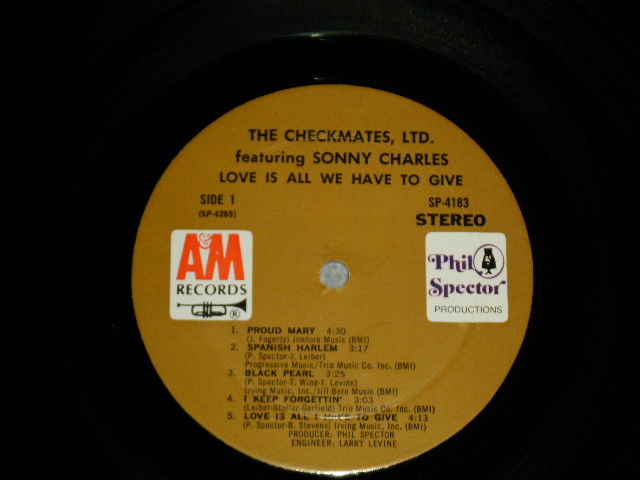 THE CHECKMATES, LTD.
featuring SONNY CHARLES
LOVE IS ALL WE HAVE TO GIVE
SIDE 1
(SP-4265)
SP-4183
STEREO
A&M
RECORDS
®
Phil
Spector
PRODUCTIONS
1. PROUD MARY 4:30
(J. Fogerty) Jondora Music (BMI)
2. SPANISH HARLEM 3:17
(P. Spector-J. Leiber)
Progressive Music/Trio Music Co. Inc. (BMI)
3. BLACK PEARL 3:25
(P. Spector-T. Wine-I. Levine)
Irving Music, Inc./Jill Bern Music (BMI)
4. I KEEP FORGETTIN' 3:03
(Leiber-Stoller-Garfield) Trio Music Co. Inc. (BMI)
5. LOVE IS ALL I HAVE TO GIVE 4:13
(P. Spector-B. Stevens) Irving Music, Inc. (BMI)
PRODUCER: PHIL SPECTOR
ENGINEER: LARRY LEVINE